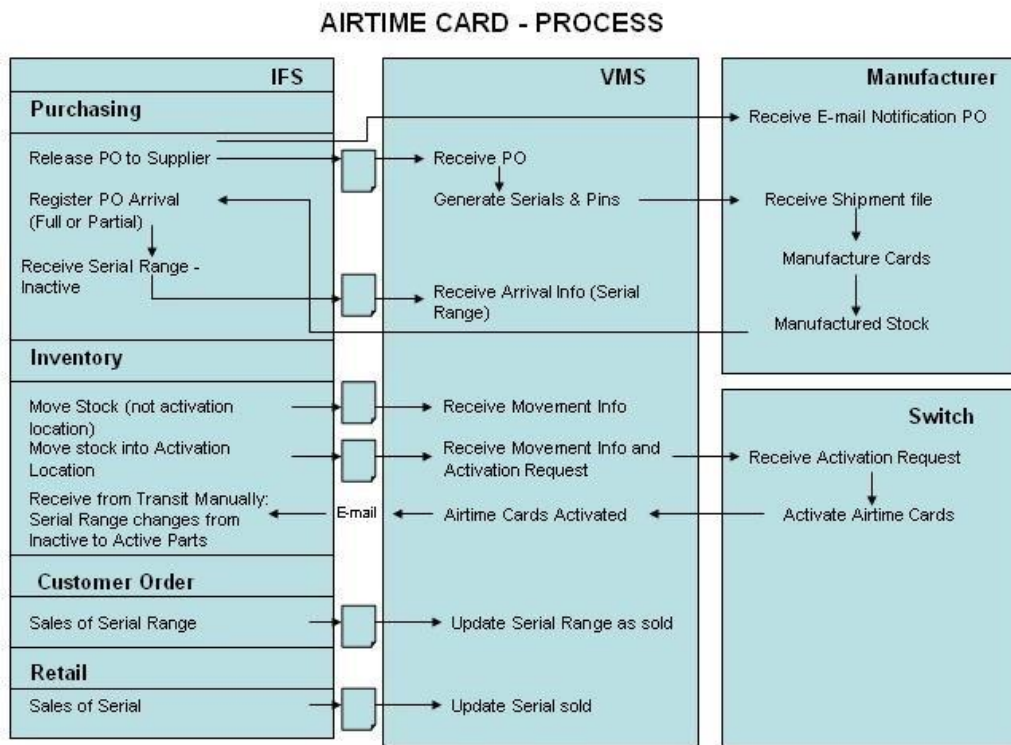 AIRTIME CARD - PROCESS
IFS
Purchasing
Release PO to Supplier
Register PO Arrival
(Full or Partial)
Receive Serial Range -
Inactive
Inventory
Move Stock (not activation
location)
Move stock into Activation
Location
Receive from Transit Manually:
Serial Range changes from
Inactive to Active Parts
E-mail
Customer Order
Sales of Serial Range
Retail
Sales of Serial
VMS
Receive PO
Generate Serials & Pins
Receive Arrival Info (Serial
Range)
Receive Movement Info
Receive Movement Info and
Activation Request
Airtime Cards Activated
Update Serial Range as sold
Update Serial sold
Manufacturer
Receive E-mail Notification PO
Receive Shipment file
Manufacture Cards
Manufactured Stock
Switch
Receive Activation Request
Activate Airtime Cards